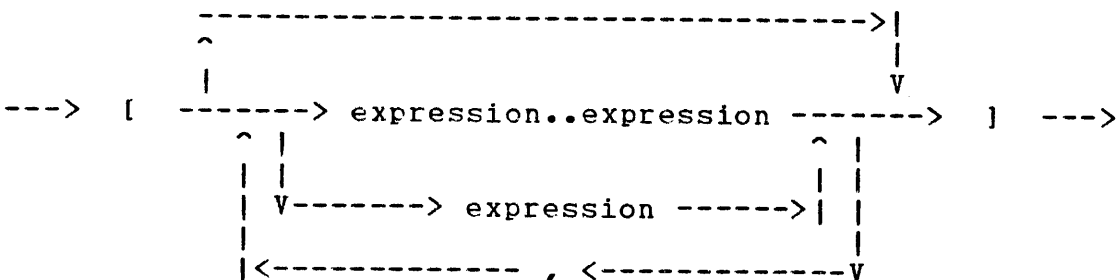 ---------------------------------->|
^ |
---> [ -------> expression..expression -------> ] --->
^ | ^ |
V-------> expression ------>|
|<------------- , <-------------V